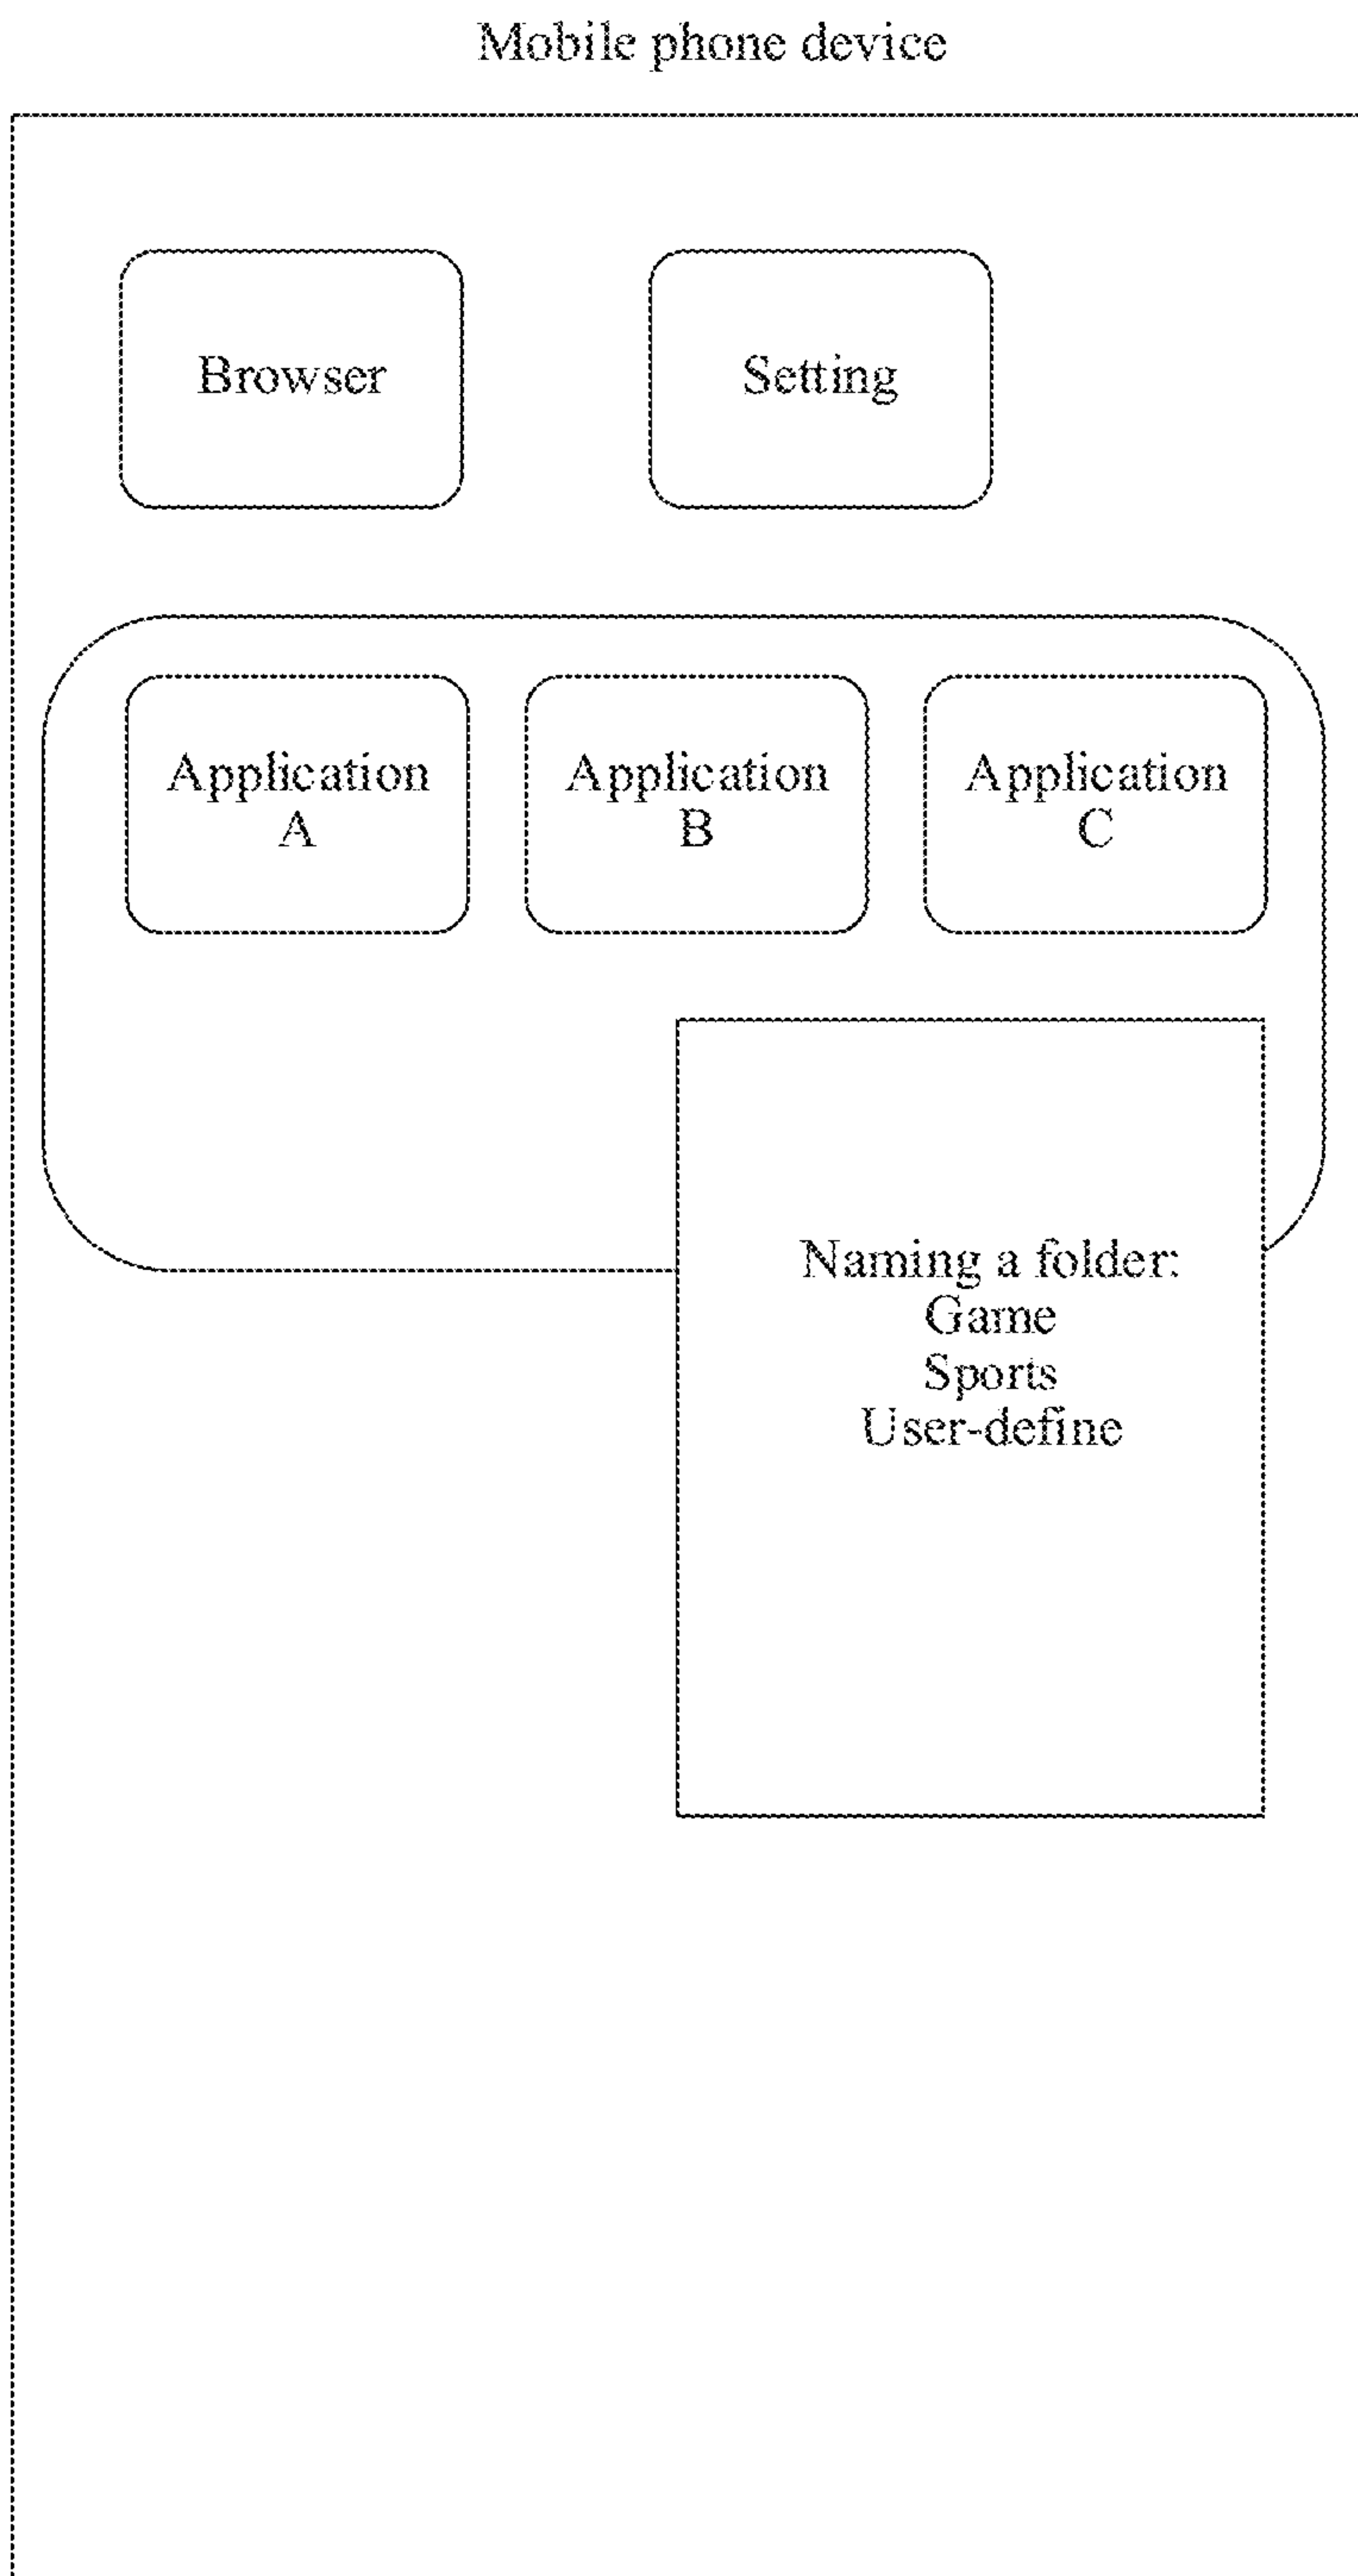 Mobile phone device
Browser
Setting
Application
A
Application
B
Application
C
Naming a folder:
Game
Sports
User-define